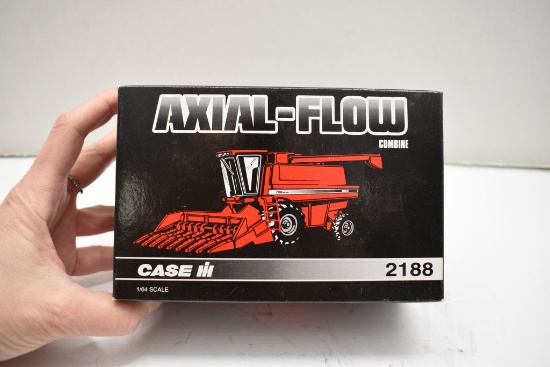 AXIAL-FLOW
COMBINE
CASE IH
2188
1/64 SCALE